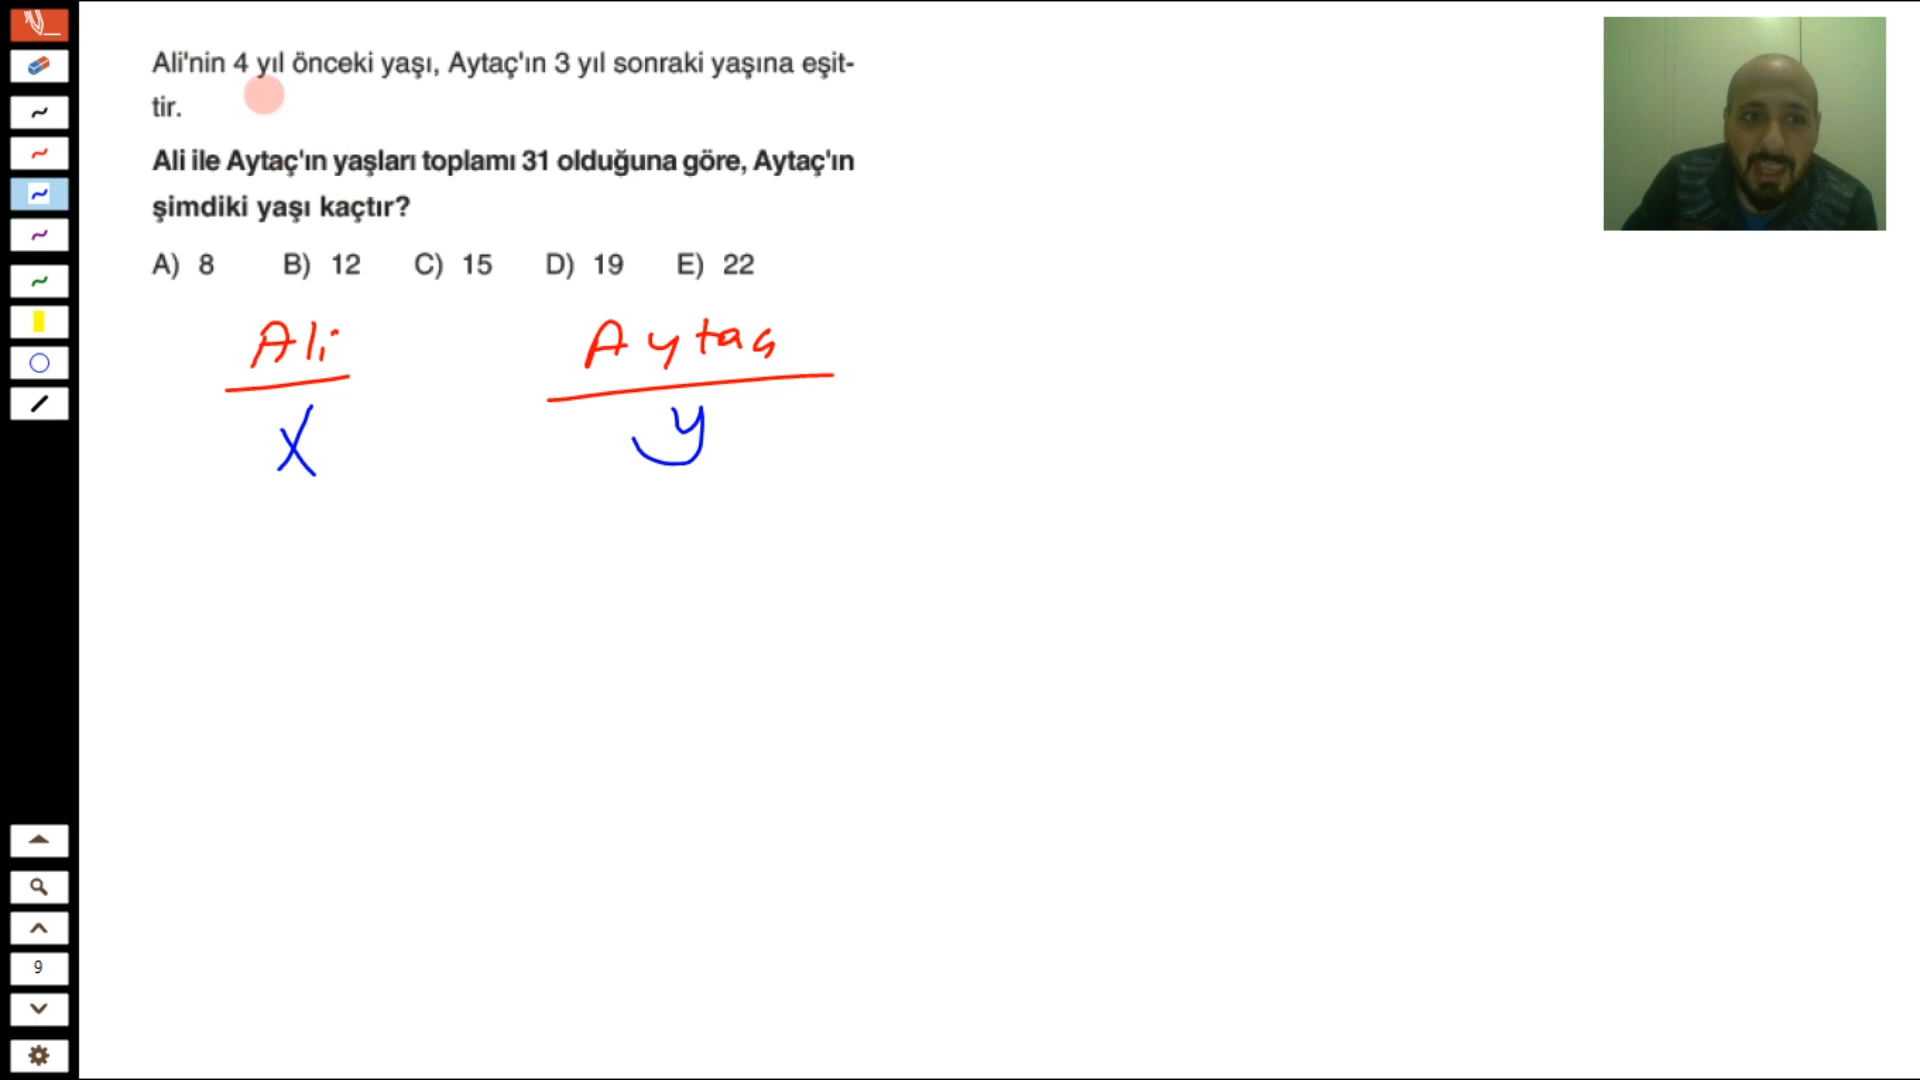 Ali'nin 4 yıl önceki yaşı, Aytaç'ın 3 yıl sonraki yaşına eşit-
tir.
Ali ile Aytaç'ın yaşları toplamı 31 olduğuna göre, Aytaç'ın
şimdiki yaşı kaçtır?
A) 8 B) 12 C) 15 D) 19 E) 22
Ali Aytaç
x y
9